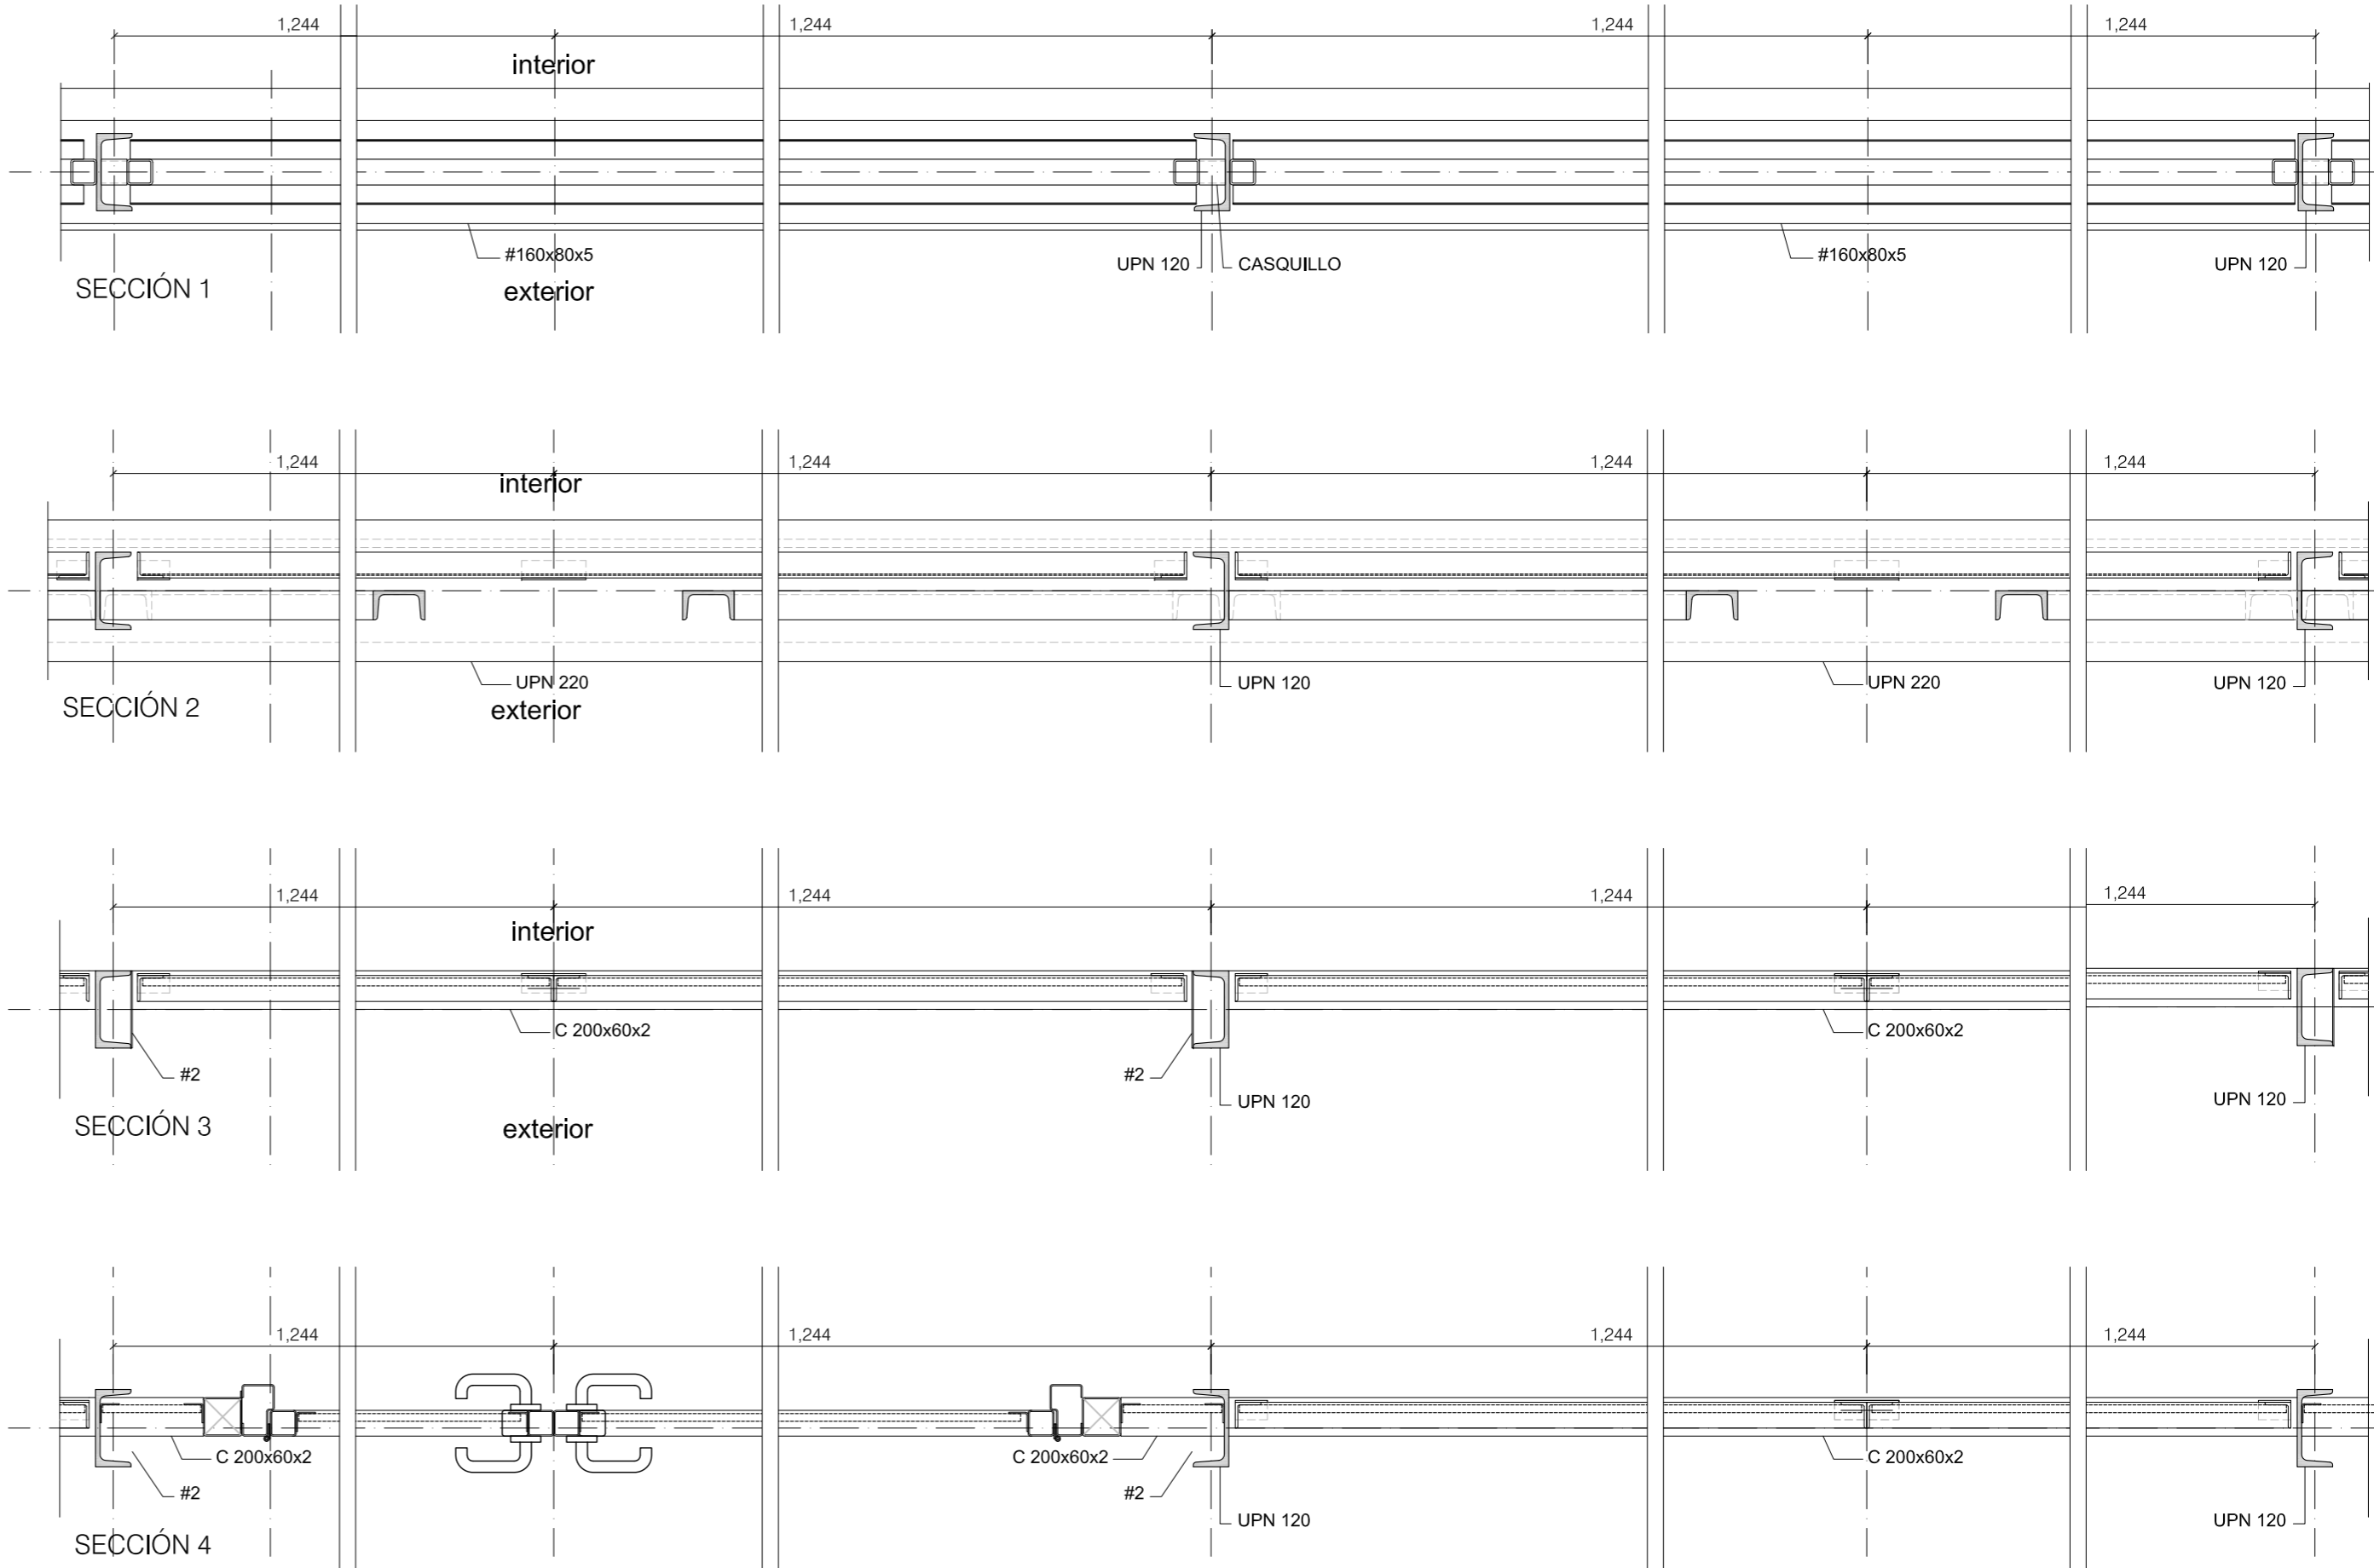 1,244 1,244 1,244 1,244
interior
#160x80x5 #160x80x5
UPN 120 CASQUILLO UPN 120
SECCIÓN 1 exterior
1,244 1,244 1,244 1,244
interior
UPN 220 UPN 120 UPN 220 UPN 120
SECCIÓN 2 exterior
1,244 1,244 1,244 1,244
interior
C 200x60x2 C 200x60x2
#2 #2
UPN 120 UPN 120
SECCIÓN 3 exterior
1,244 1,244 1,244 1,244
C 200x60x2 C 200x60x2 C 200x60x2
#2 #2
UPN 120 UPN 120
SECCIÓN 4